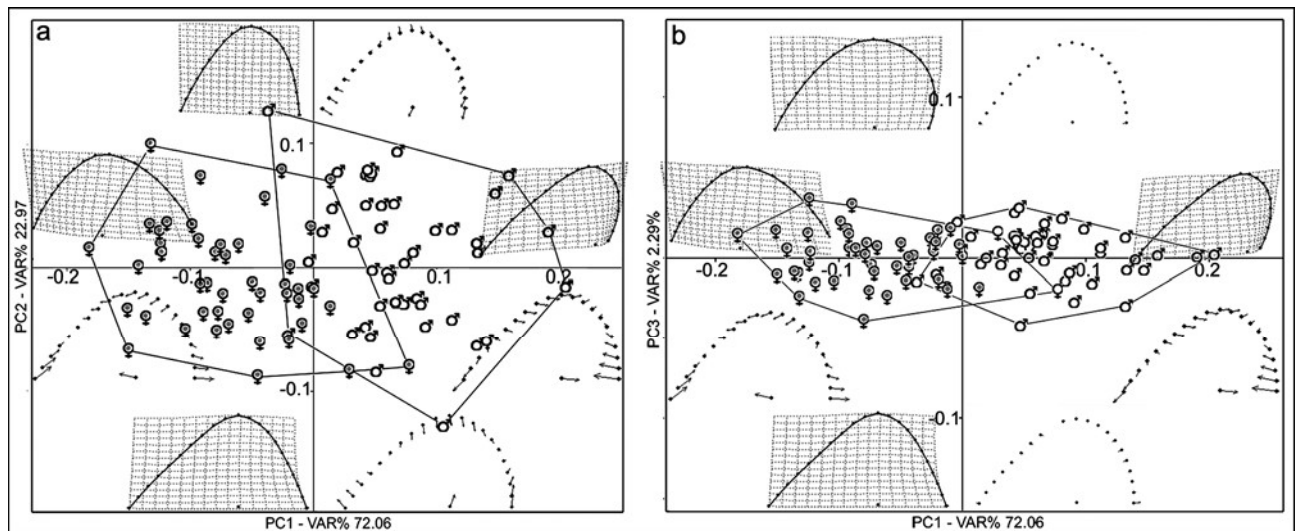 a
b
0.1
0.1
PC2 - VAR% 22.97
PC3 - VAR% 2.29%
-0.2 -0.1 0.1 0.2
-0.2 -0.1 0.1 0.2
-0.1
-0.1
PC1 - VAR% 72.06
PC1 - VAR% 72.06